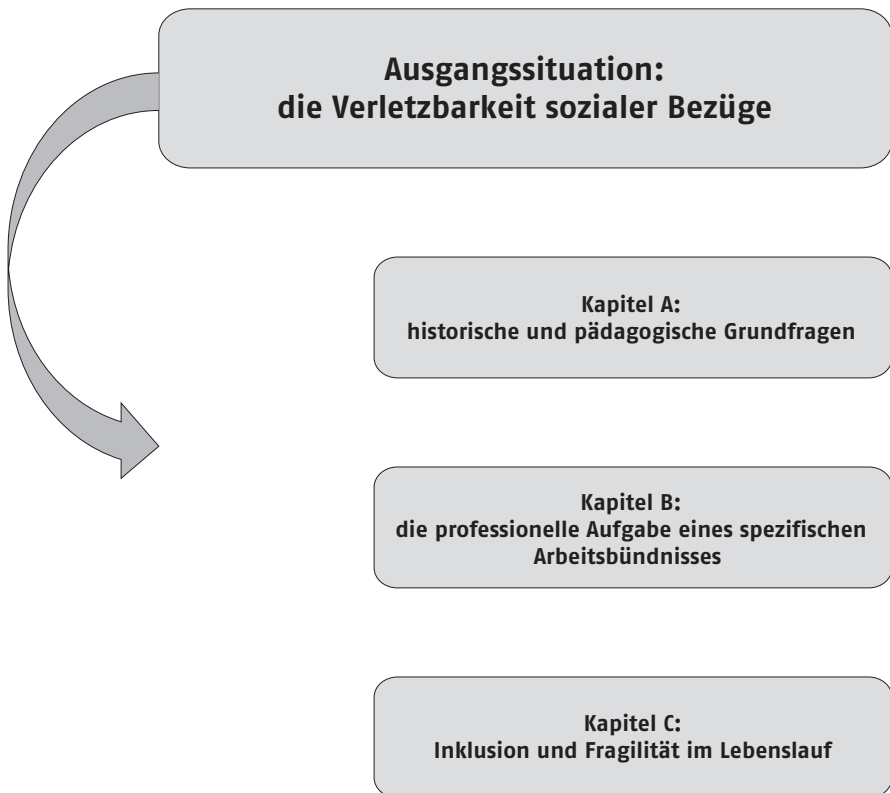 Ausgangssituation:
die Verletzbarkeit sozialer Bezüge
Kapitel A:
historische und pädagogische Grundfragen
Kapitel B:
die professionelle Aufgabe eines spezifischen
Arbeitsbündnisses
Kapitel C:
Inklusion und Fragilität im Lebenslauf